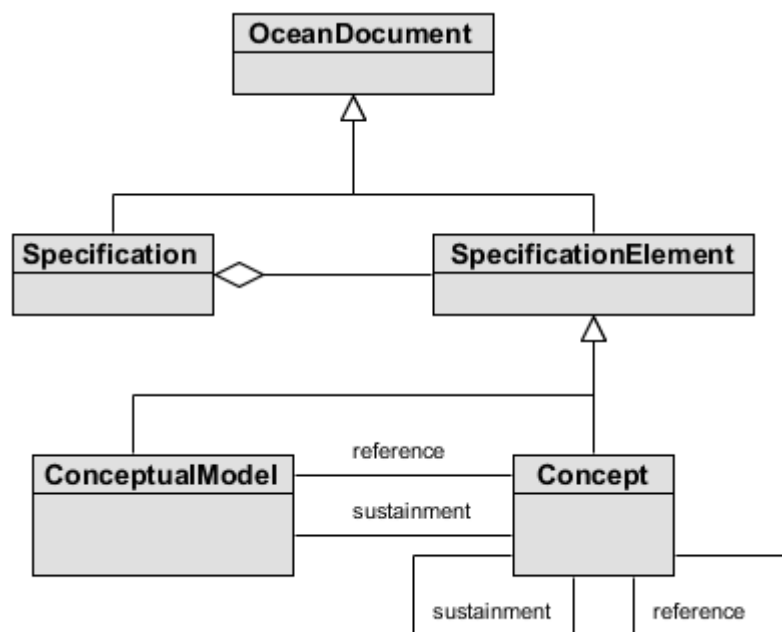 OceanDocument
Specification
SpecificationElement
reference
ConceptualModel
Concept
sustainment
sustainment
reference